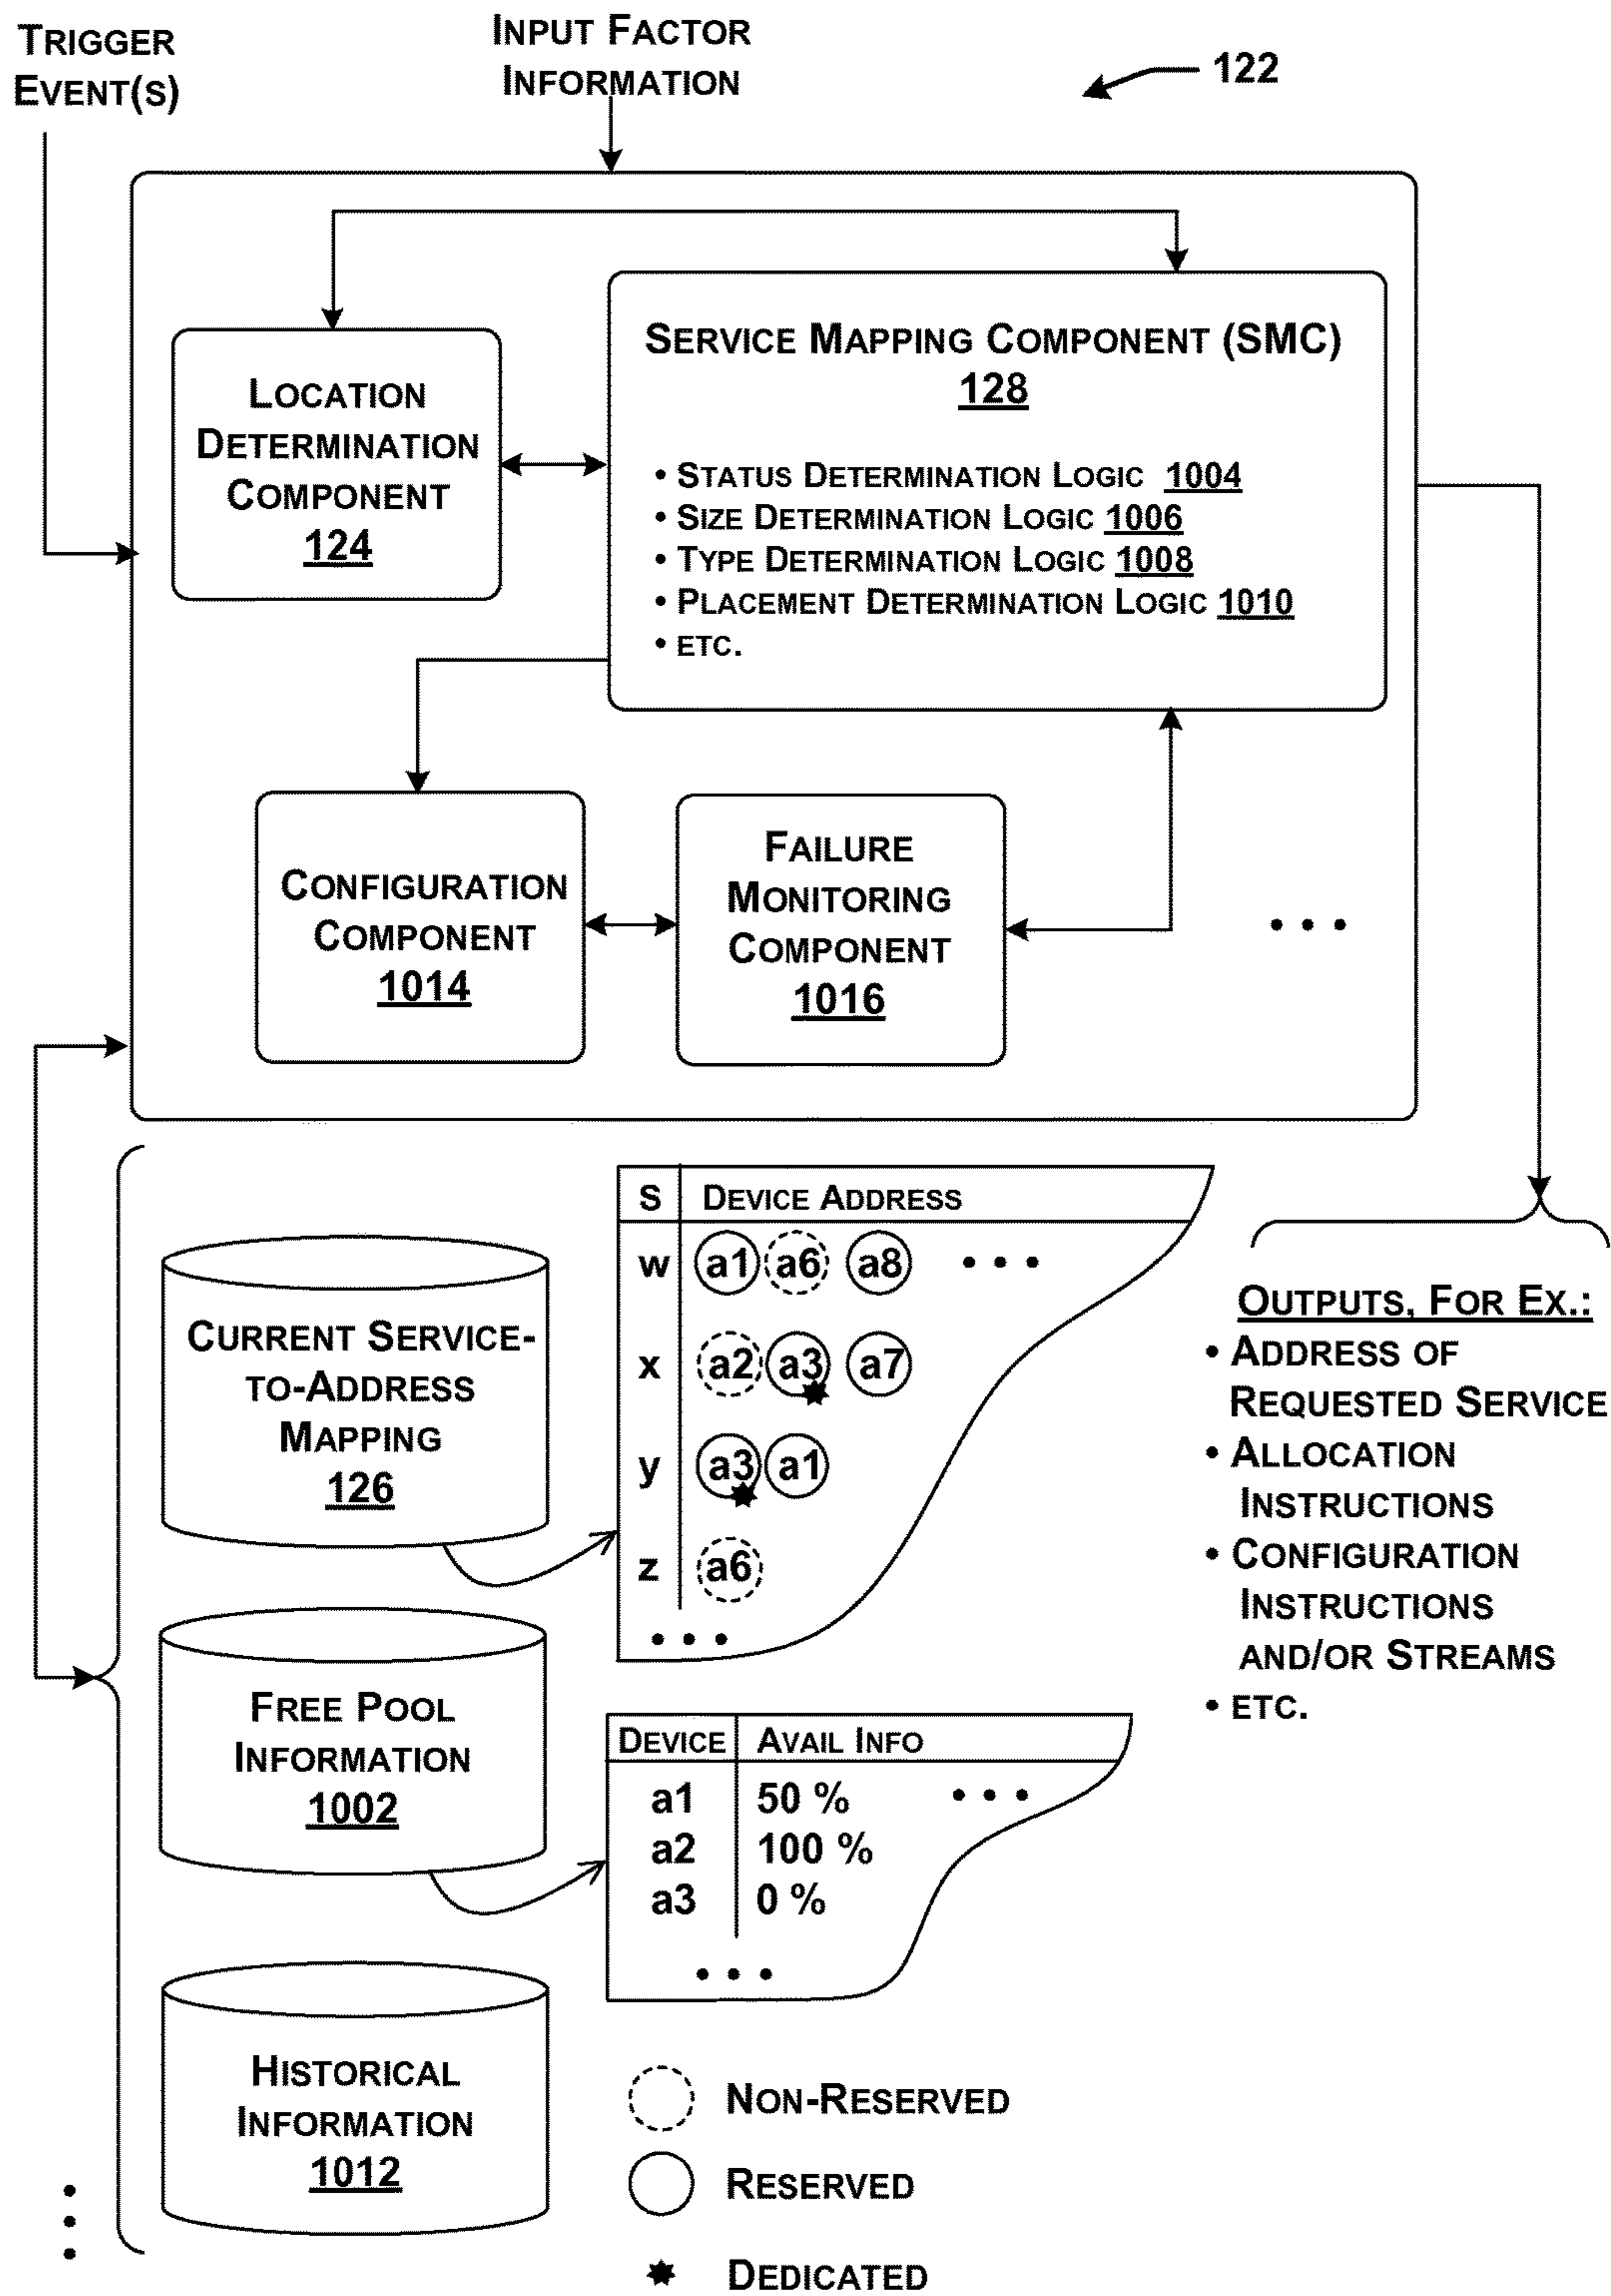 TRIGGER
EVENT(S)
INPUT FACTOR
INFORMATION
122
LOCATION
DETERMINATION
COMPONENT
124
SERVICE MAPPING COMPONENT (SMC)
128
• STATUS DETERMINATION LOGIC 1004
• SIZE DETERMINATION LOGIC 1006
• TYPE DETERMINATION LOGIC 1008
• PLACEMENT DETERMINATION LOGIC 1010
• ETC.
CONFIGURATION
COMPONENT
1014
FAILURE
MONITORING
COMPONENT
1016
• • •
CURRENT SERVICE-
TO-ADDRESS
MAPPING
126
S DEVICE ADDRESS
w a1 a6 a8 • • •
x a2 a3 a7
y a3 a1
z a6
• • •
OUTPUTS, FOR EX.:
• ADDRESS OF
REQUESTED SERVICE
• ALLOCATION
INSTRUCTIONS
• CONFIGURATION
INSTRUCTIONS
AND/OR STREAMS
• ETC.
FREE POOL
INFORMATION
1002
DEVICE AVAIL INFO
a1 50 % • • •
a2 100 %
a3 0 %
• • •
HISTORICAL
INFORMATION
1012
NON-RESERVED
RESERVED
DEDICATED